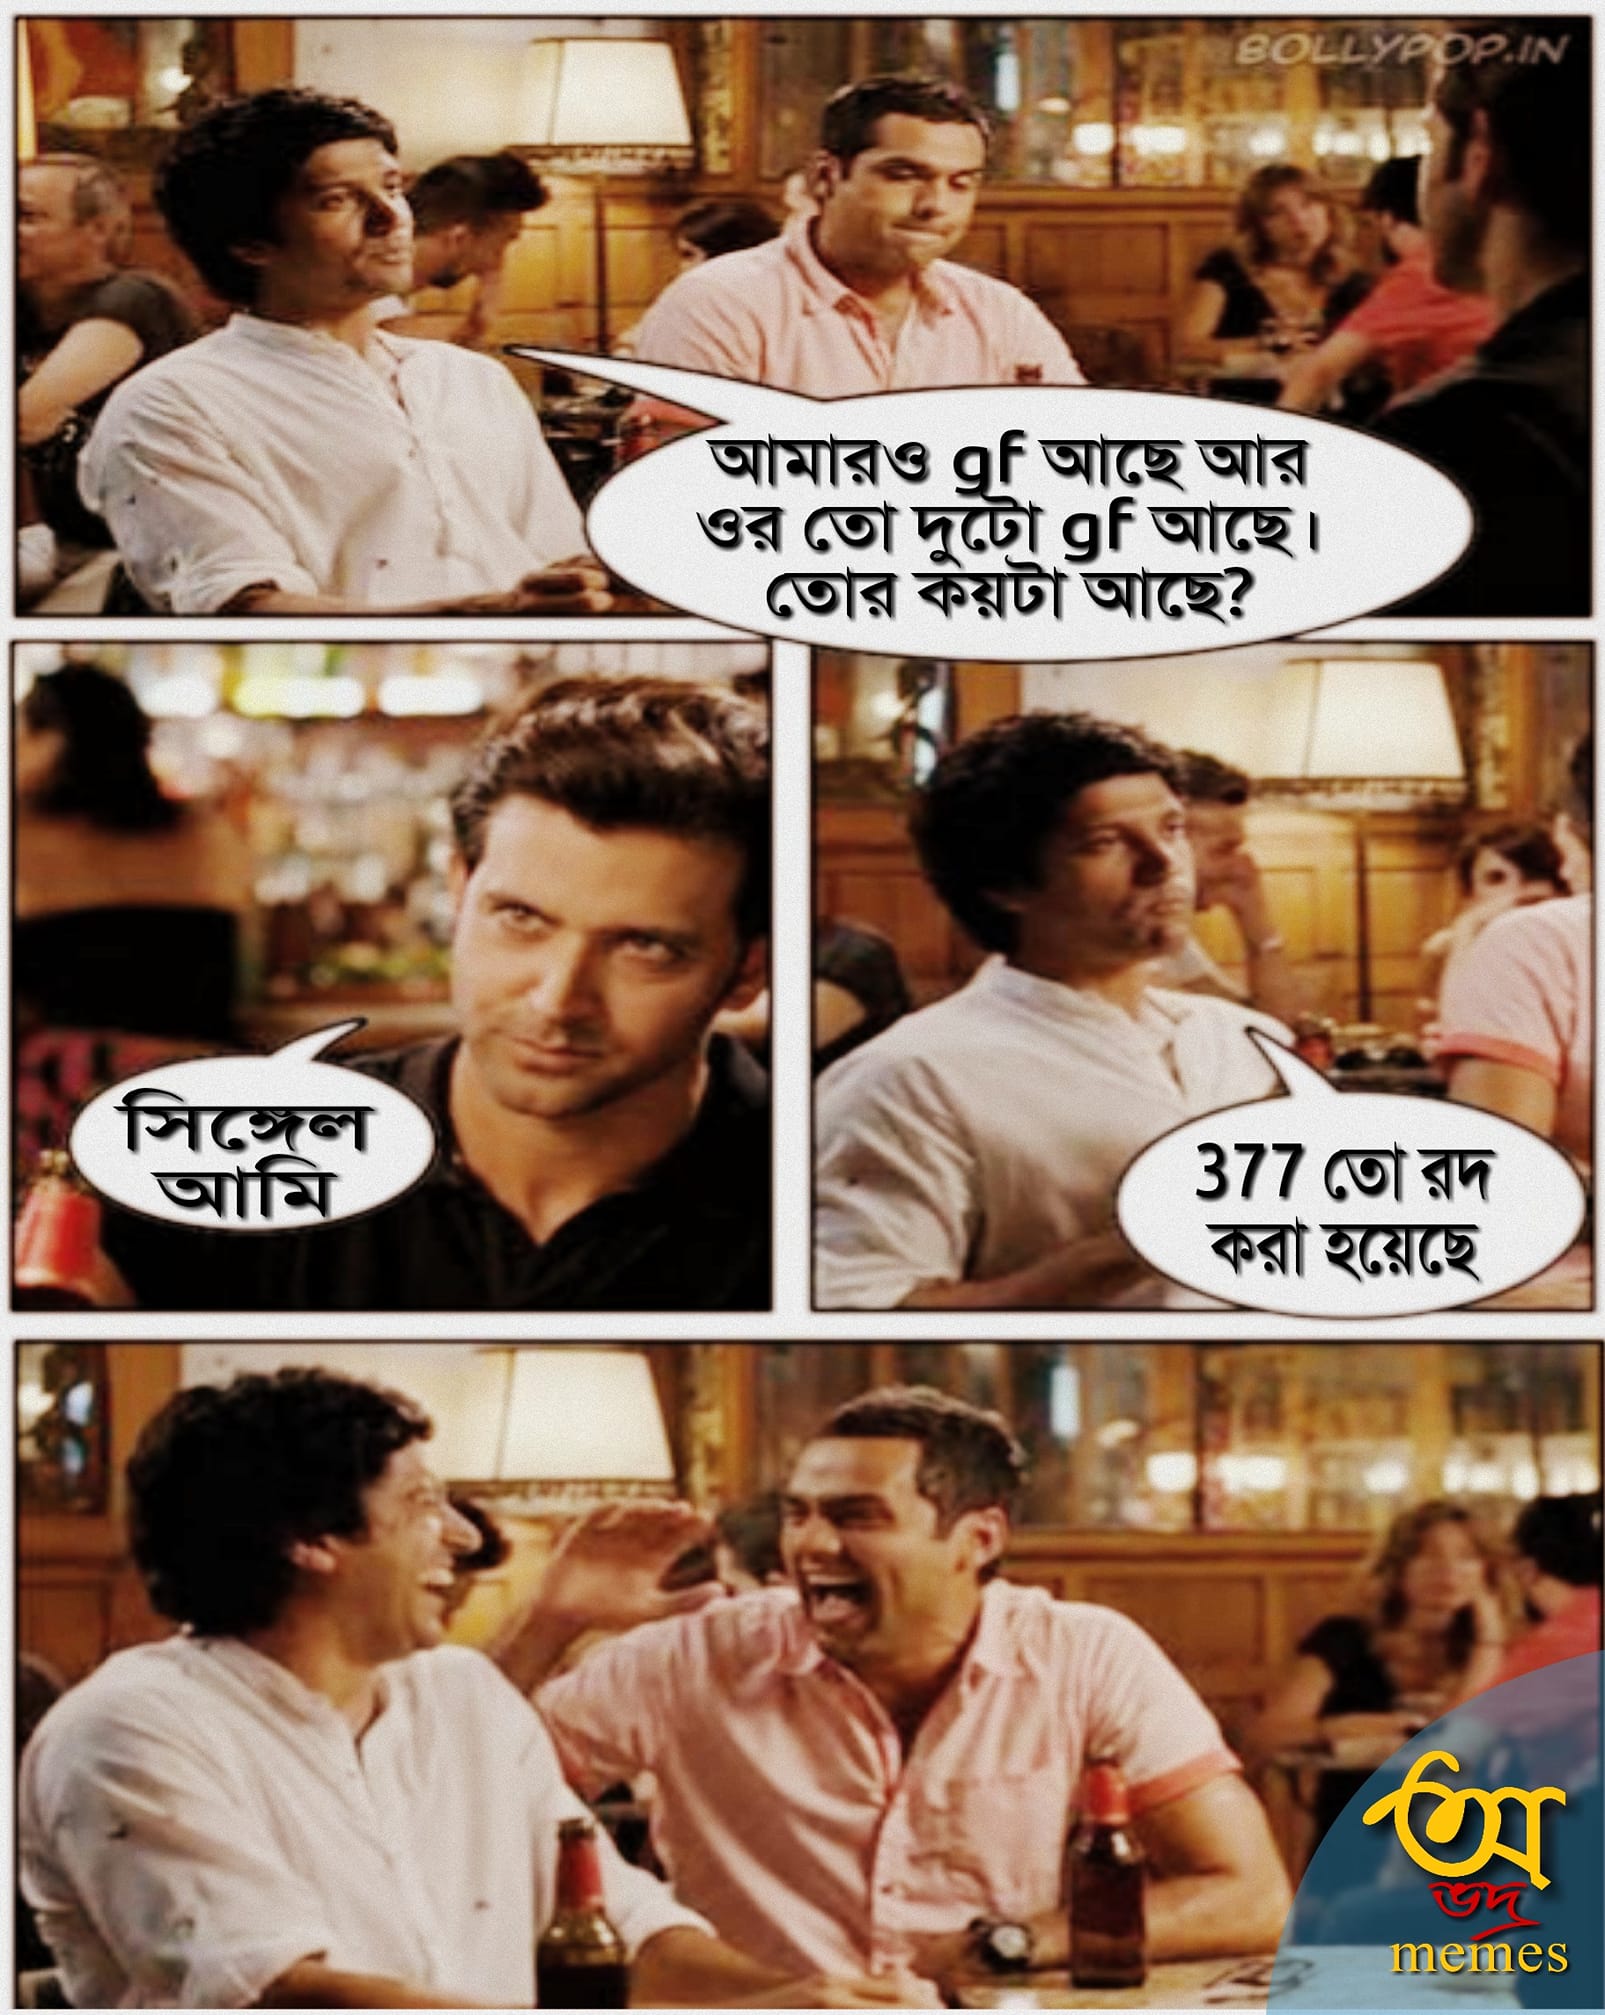 BOLLYPOP.IN
আমারও gf আছে আর
ওর তো দুটো gf আছে।
তোর কয়টা আছে?
সিঙ্গেল
আমি
377 তো রদ
করা হয়েছে
অ
ভদ্র
memes